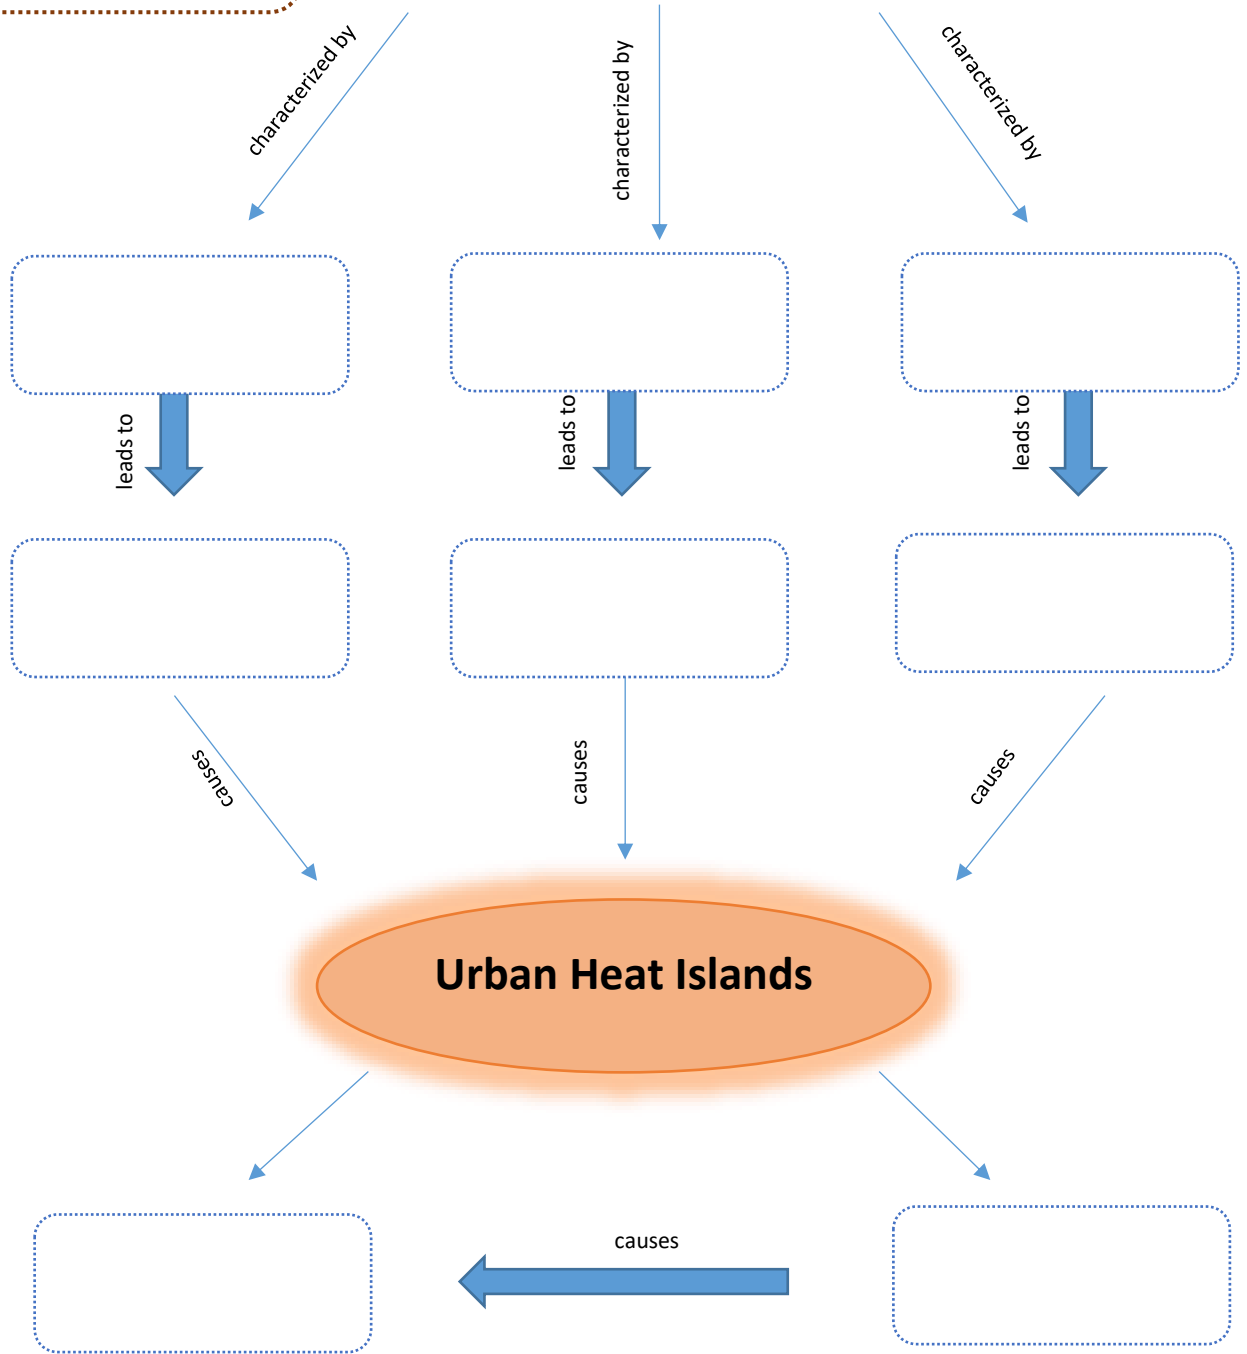 characterized by
characterized by
characterized by
leads to
leads to
leads to
causes
causes
causes
Urban Heat Islands
causes